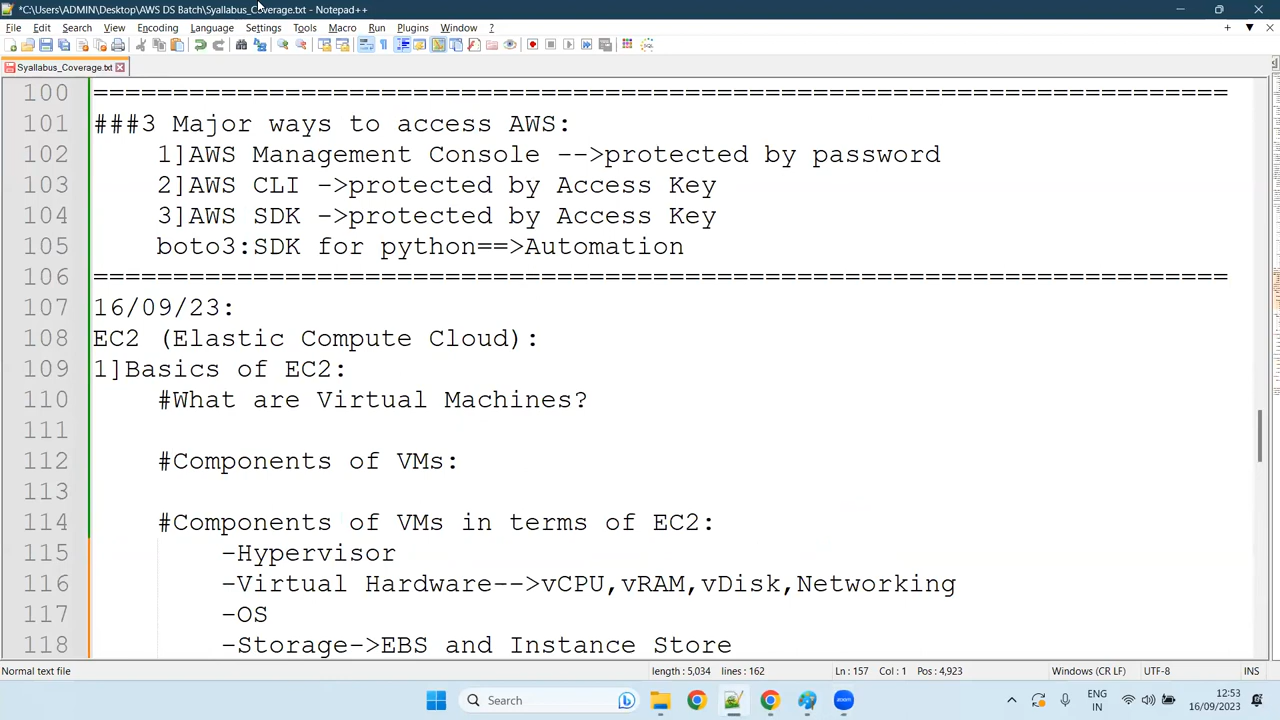 *C:\Users\ADMIN\Desktop\AWS DS Batch\Syallabus_Coverage.txt - Notepad++
File Edit Search View Encoding Language Settings Tools Macro Run Plugins Window ?
Syallabus_Coverage.txt
100 =======================================================================
101 ###3 Major ways to access AWS:
102 1]AWS Management Console -->protected by password
103 2]AWS CLI ->protected by Access Key
104 3]AWS SDK ->protected by Access Key
105 boto3:SDK for python==>Automation
106 =======================================================================
107 16/09/23:
108 EC2 (Elastic Compute Cloud):
109 1]Basics of EC2:
110 #What are Virtual Machines?
111
112 #Components of VMs:
113
114 #Components of VMs in terms of EC2:
115 -Hypervisor
116 -Virtual Hardware-->vCPU,vRAM,vDisk,Networking
117 -OS
118 -Storage->EBS and Instance Store
Normal text file length : 5,034 lines : 162 Ln : 157 Col : 1 Pos : 4,923 Windows (CR LF) UTF-8 INS
Search zoom ENG IN 12:53 16/09/2023